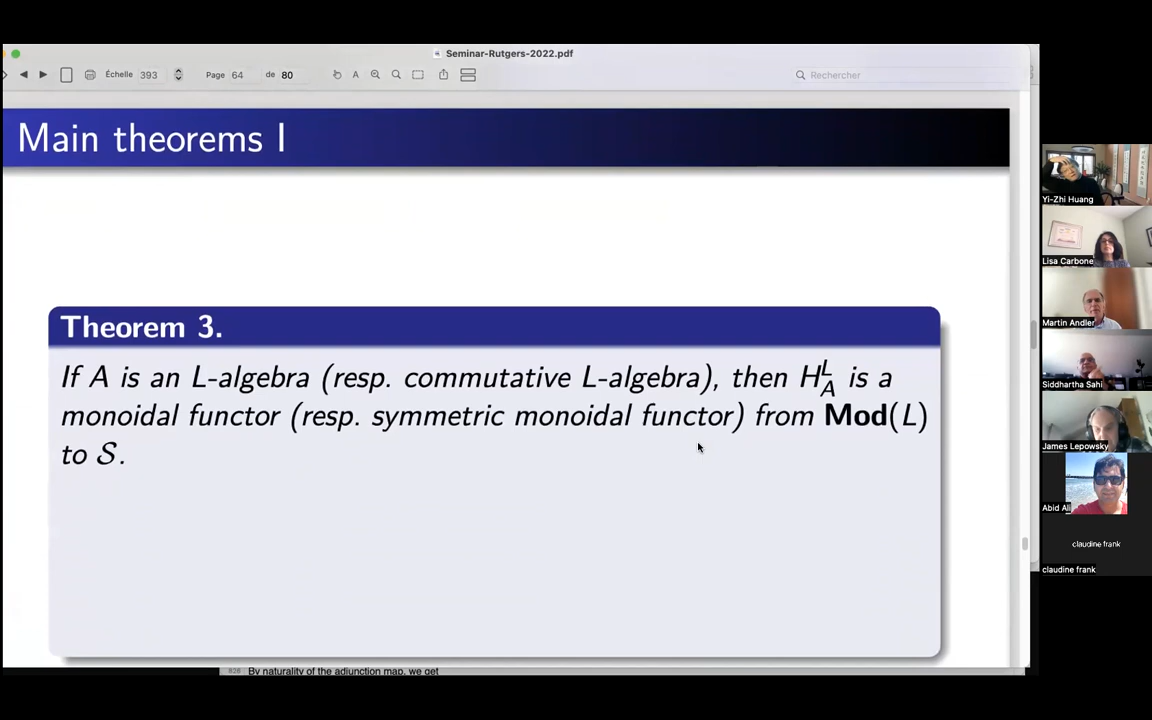 Seminar-Rutgers-2022.pdf
Échelle 393 Page 64 de 80 Rechercher
Main theorems I
Theorem 3.
If A is an L-algebra (resp. commutative L-algebra), then H_A^L is a
monoidal functor (resp. symmetric monoidal functor) from Mod(L)
to S.
By naturality of the adjunction map, we get
Yi-Zhi Huang
Lisa Carbone
Martin Andler
Siddhartha Sahi
James Lepowsky
Abid Ali
claudine frank
claudine frank